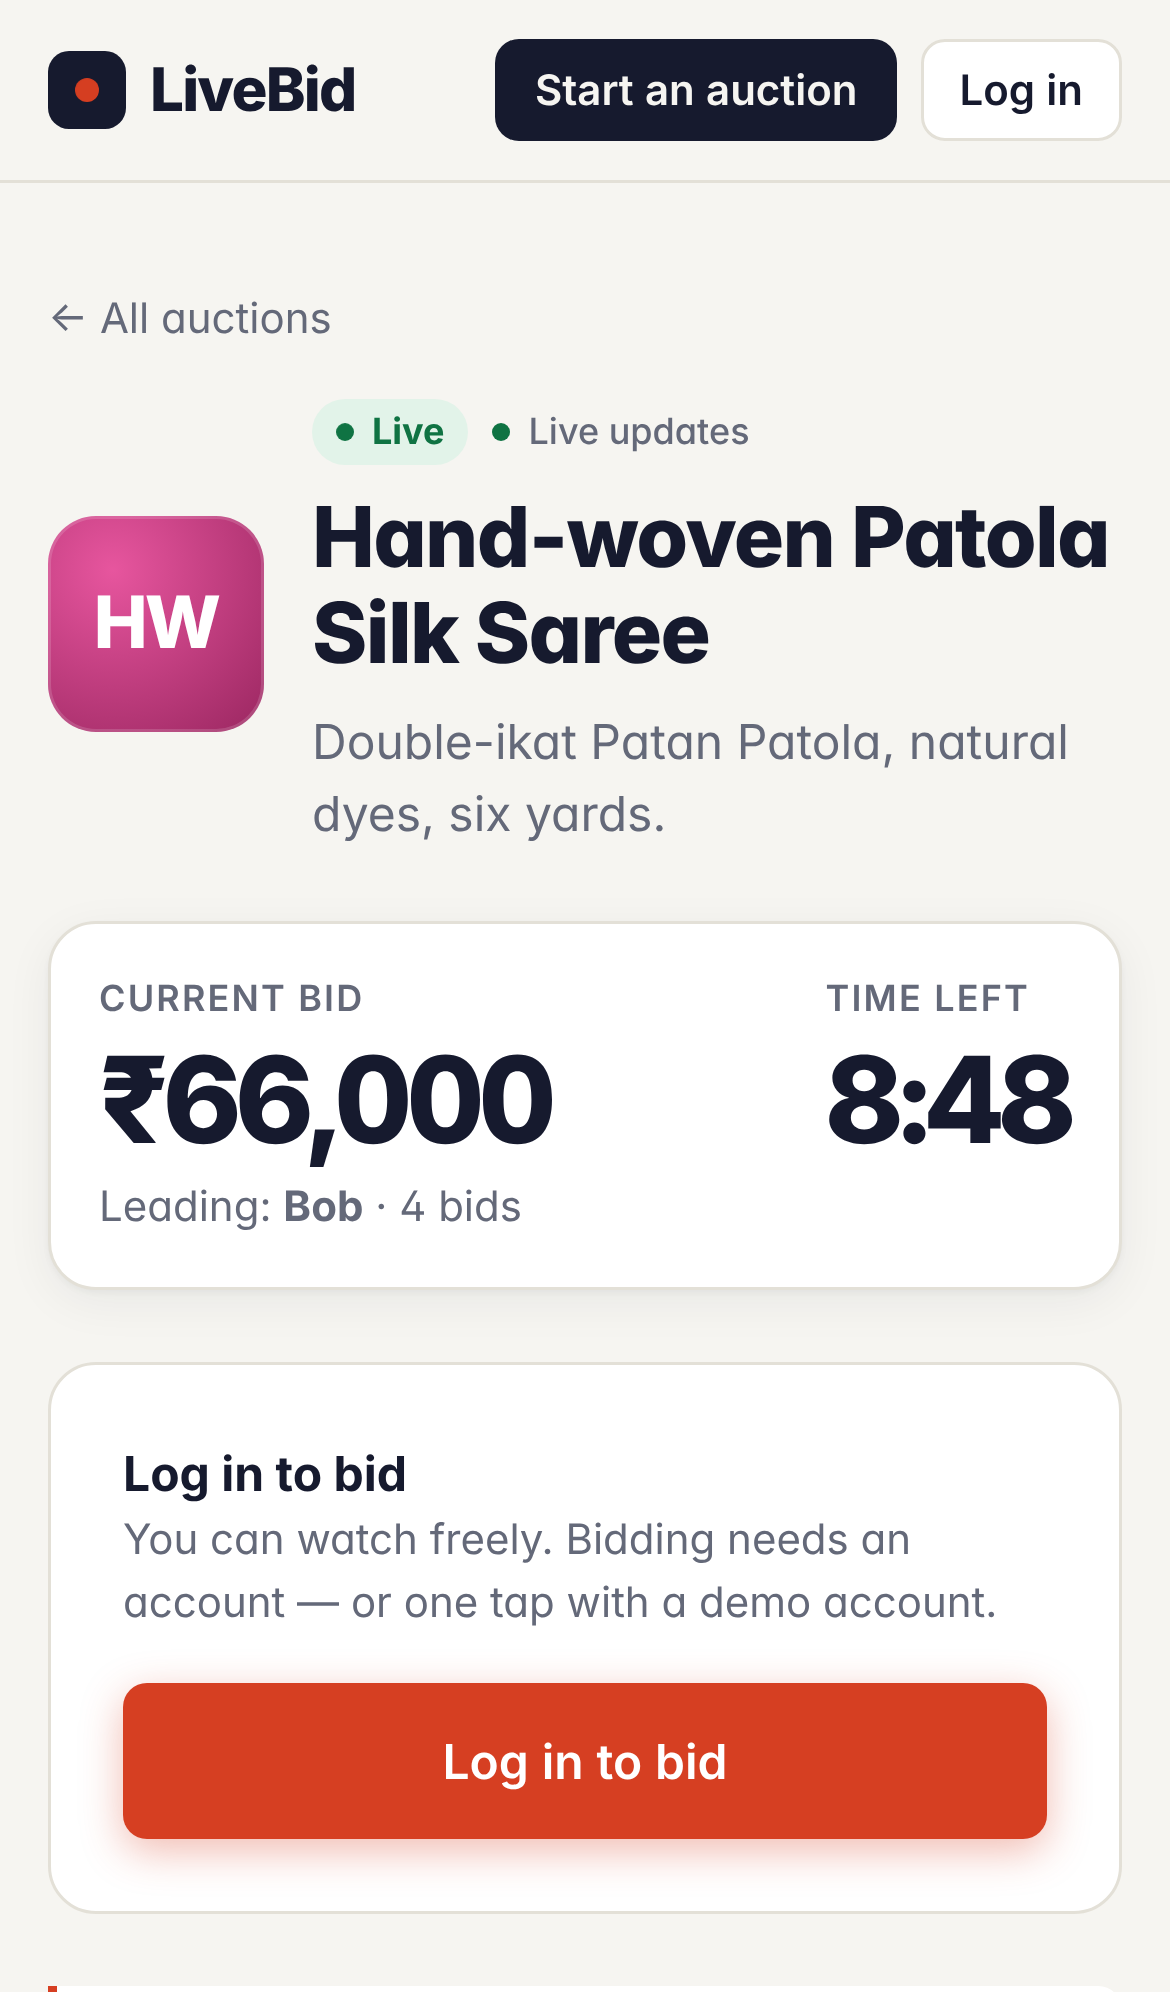 LiveBid
Start an auction
Log in
← All auctions
Live
Live updates
HW
Hand-woven Patola
Silk Saree
Double-ikat Patan Patola, natural
dyes, six yards.
CURRENT BID
TIME LEFT
₹66,000
8:48
Leading: Bob · 4 bids
Log in to bid
You can watch freely. Bidding needs an
account — or one tap with a demo account.
Log in to bid